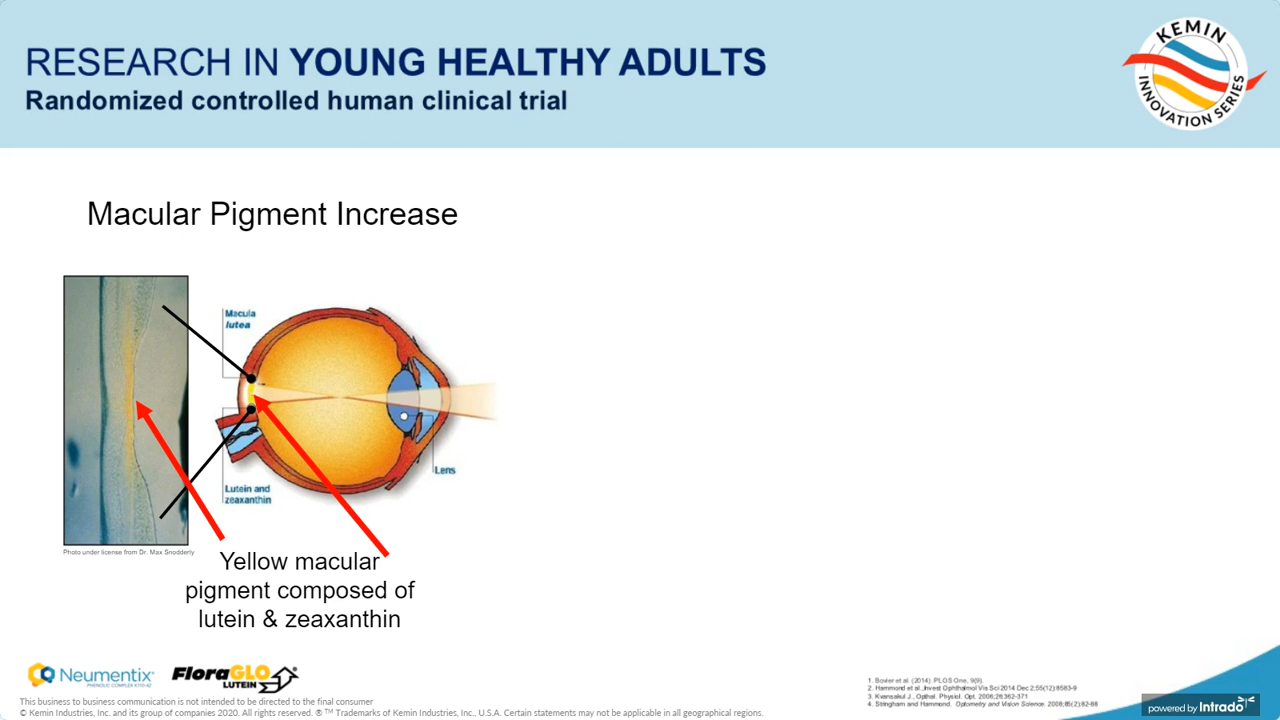 RESEARCH IN YOUNG HEALTHY ADULTS
Randomized controlled human clinical trial
KEMIN
INNOVATION SERIES
Macular Pigment Increase
Macula
lutea
Lens
Lutein and
zeaxanthin
Photo under license from Dr. Max Snodderly
Yellow macular
pigment composed of
lutein & zeaxanthin
Neumentix
PHENOLIC COMPLEX K110-42
FloraGLO
LUTEIN
This business to business communication is not intended to be directed to the final consumer
© Kemin Industries, Inc. and its group of companies 2020. All rights reserved. ® ™ Trademarks of Kemin Industries, Inc., U.S.A. Certain statements may not be applicable in all geographical regions.
1. Bovier et al. (2014) PLOS One, 9(9).
2. Hammond et al. Invest Ophthalmol Vis Sci 2014 Dec 2;55(12):8583-9
3. Kvansakul J., Opthal. Physiol. Opt. 2006;26:362-371
4. Stringham and Hammond. Optometry and Vision Science. 2008;85(2):82-88
powered by Intrado